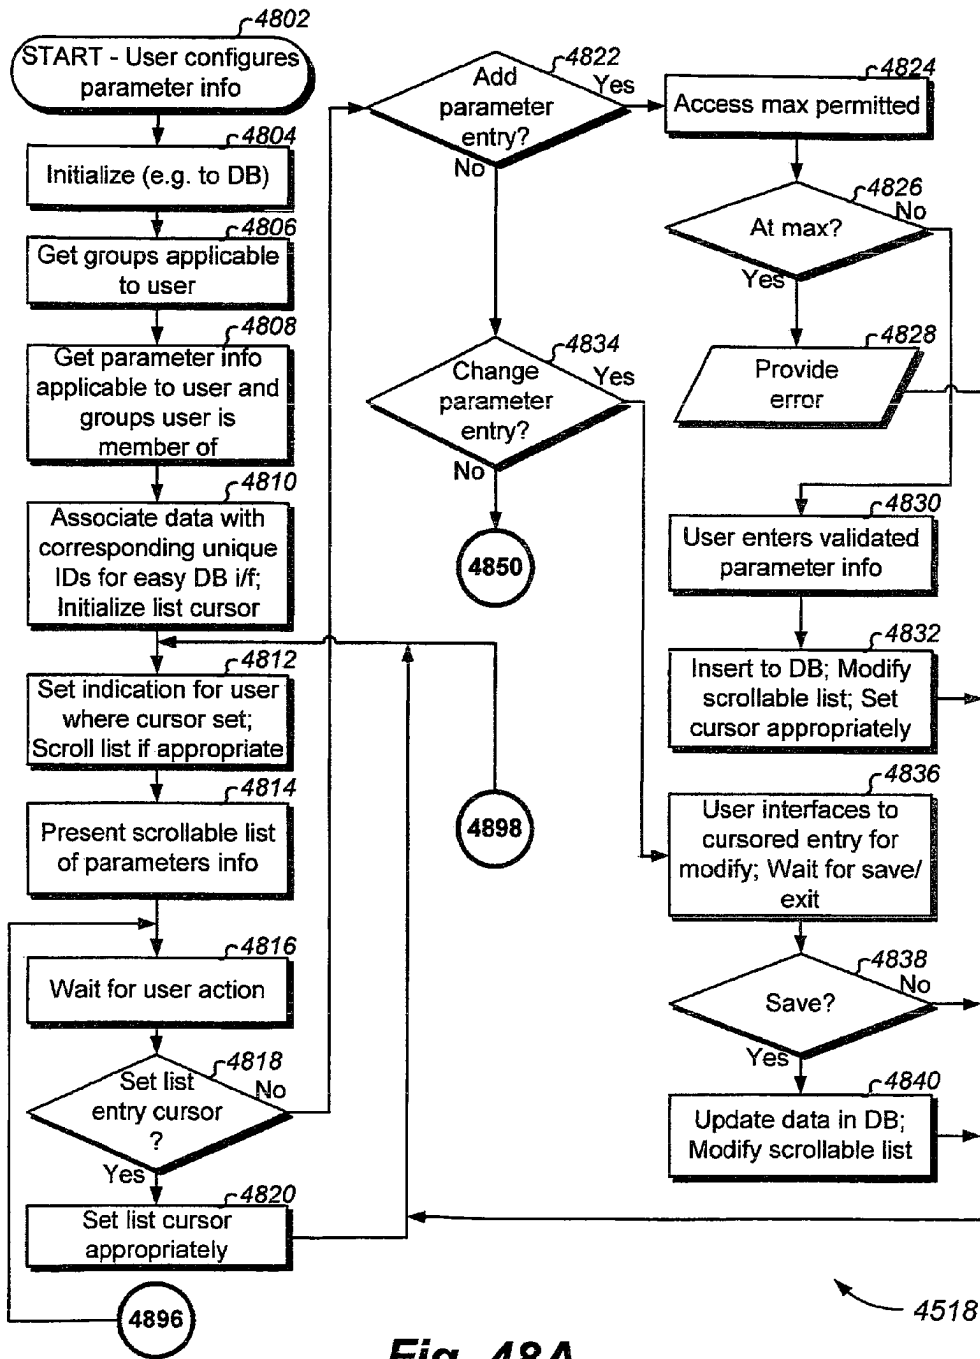 4802
START - User configures
parameter info
4804
Initialize (e.g. to DB)
4806
Get groups applicable
to user
4808
Get parameter info
applicable to user and
groups user is
member of
4810
Associate data with
corresponding unique
IDs for easy DB i/f;
Initialize list cursor
4812
Set indication for user
where cursor set;
Scroll list if appropriate
4814
Present scrollable list
of parameters info
4816
Wait for user action
4818
Set list
entry cursor
?
No
Yes
4820
Set list cursor
appropriately
4896
4822
Add
parameter
entry?
Yes
No
4834
Change
parameter
entry?
Yes
No
4850
4898
4824
Access max permitted
4826
At max?
No
Yes
4828
Provide
error
4830
User enters validated
parameter info
4832
Insert to DB; Modify
scrollable list; Set
cursor appropriately
4836
User interfaces to
cursored entry for
modify; Wait for save/
exit
4838
Save?
No
Yes
4840
Update data in DB;
Modify scrollable list
4518
Fig. 48A